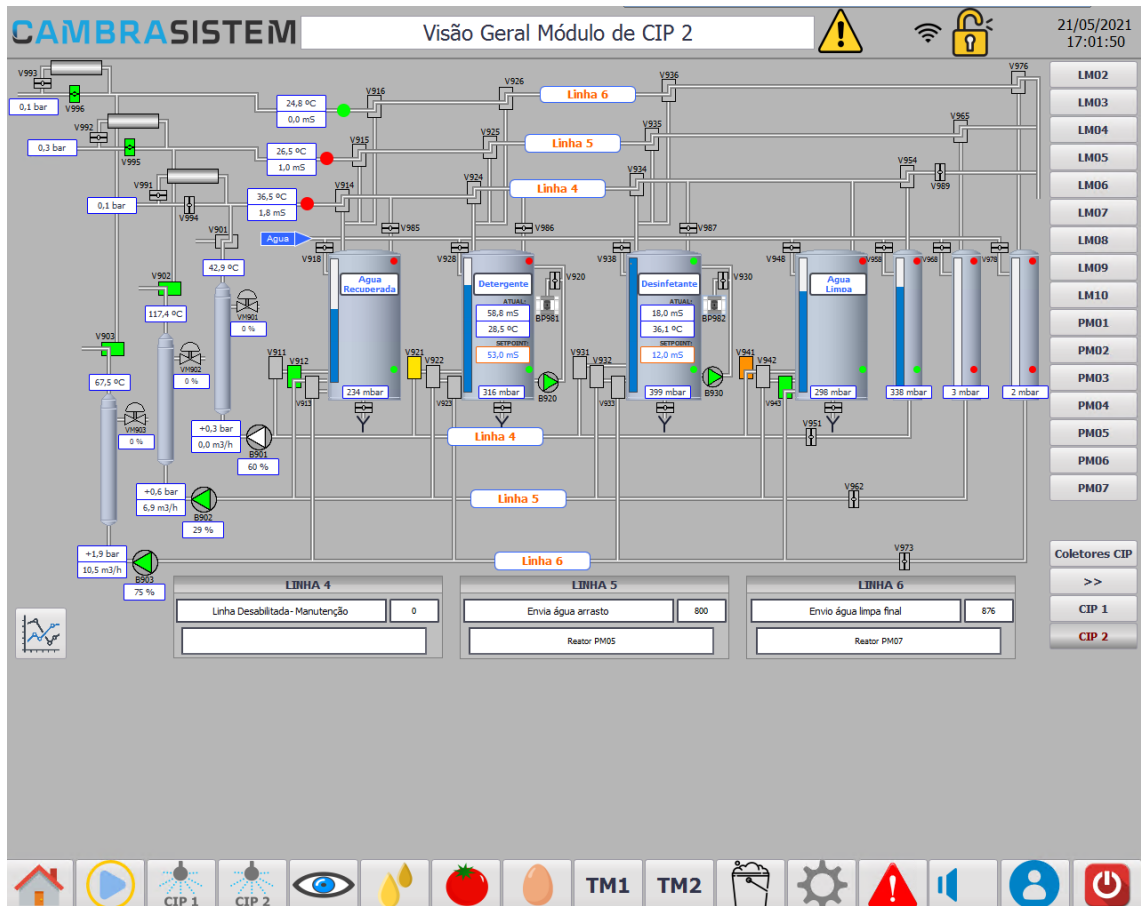 CAMBRASISTEM
Visão Geral Módulo de CIP 2
21/05/2021
17:01:50
V993
0,1 bar
V996
24,8 ºC
0,0 mS
V916
V926
Linha 6
V936
V976
LM02
LM03
V992
0,3 bar
V995
26,5 ºC
1,0 mS
V915
V925
Linha 5
V935
V965
LM04
LM05
V991
0,1 bar
V994
36,5 ºC
1,8 mS
V914
V924
Linha 4
V934
V954
V989
LM06
LM07
V901
Agua
V985
V986
V987
LM08
V918
V928
V938
V948
V958
V968
V978
LM09
42,9 ºC
V902
117,4 ºC
VM901
0 %
Agua
Recuperada
Detergente
ATUAL:
58,8 mS
28,5 ºC
SETPOINT:
53,0 mS
V920
BP981
Desinfetante
ATUAL:
18,0 mS
36,1 ºC
SETPOINT:
12,0 mS
V930
BP982
Agua
Limpa
LM10
PM01
V903
67,5 ºC
VM902
0 %
VM903
0 %
V911
V912
V913
V921
V922
V923
V931
V932
V933
V941
V942
V943
234 mbar
316 mbar
B920
399 mbar
B930
298 mbar
338 mbar
3 mbar
2 mbar
PM02
PM03
PM04
+0,3 bar
0,0 m3/h
B901
60 %
Linha 4
V951
PM05
PM06
+0,6 bar
6,9 m3/h
B902
29 %
Linha 5
V962
PM07
+1,9 bar
10,5 m3/h
B903
75 %
Linha 6
V973
Coletores CIP
>>
CIP 1
CIP 2
LINHA 4
Linha Desabilitada- Manutenção
0
LINHA 5
Envia água arrasto
800
Reator PM05
LINHA 6
Envio água limpa final
876
Reator PM07
CIP 1
CIP 2
TM1
TM2